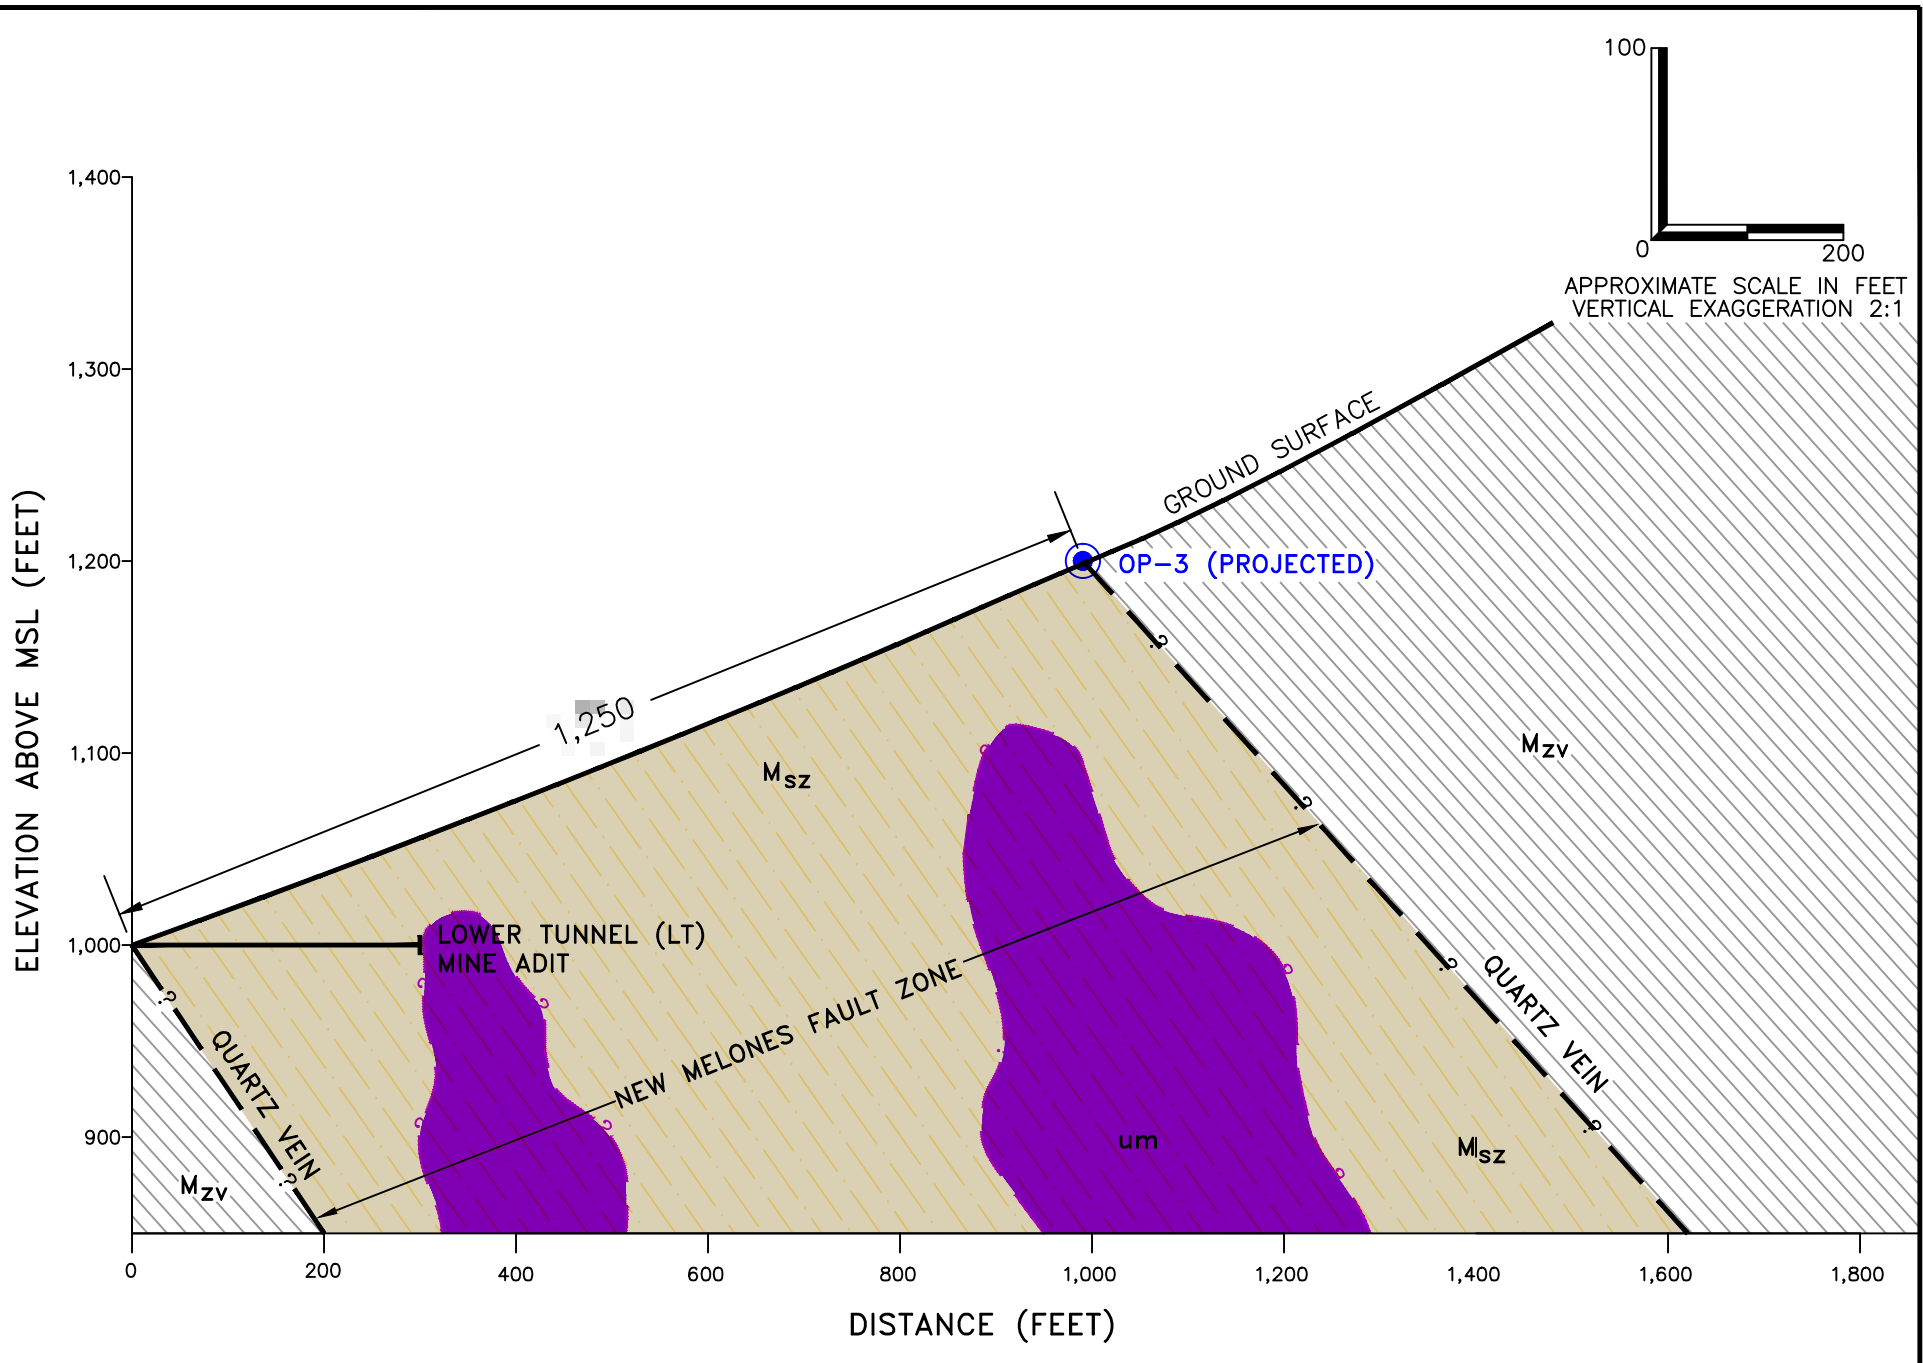 100
0
200
APPROXIMATE SCALE IN FEET
VERTICAL EXAGGERATION 2:1
1,400
1,300
1,200
1,100
1,000
900
ELEVATION ABOVE MSL (FEET)
GROUND SURFACE
OP-3 (PROJECTED)
1,250
Msz
Mzv
LOWER TUNNEL (LT)
MINE ADIT
NEW MELONES FAULT ZONE
QUARTZ VEIN
QUARTZ VEIN
um
Msz
Mzv
?
?
?
?
?
?
?
?
?
?
?
?
?
?
0
200
400
600
800
1,000
1,200
1,400
1,600
1,800
DISTANCE (FEET)